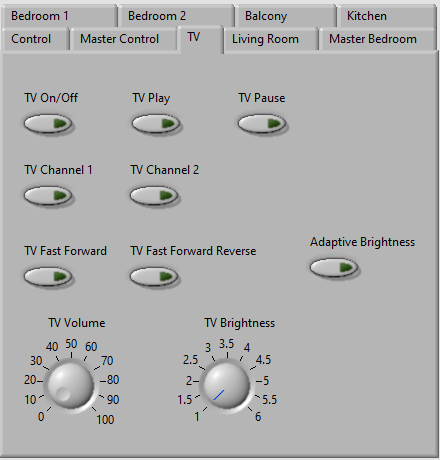 Bedroom 1 Bedroom 2 Balcony Kitchen
Control Master Control TV Living Room Master Bedroom
TV On/Off TV Play TV Pause
TV Channel 1 TV Channel 2
Adaptive Brightness
TV Fast Forward TV Fast Forward Reverse
TV Volume
0 10 20 30 40 50 60 70 80 90 100
TV Brightness
1 1.5 2 2.5 3 3.5 4 4.5 5 5.5 6